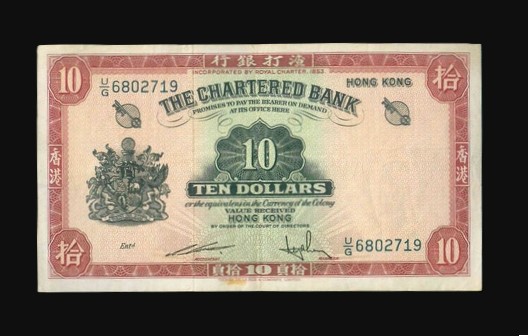 行銀打渣
INCORPORATED BY ROYAL CHARTER, 1853.
10
U/G 6802719
HONG KONG
拾
THE CHARTERED BANK
PROMISES TO PAY THE BEARER ON DEMAND
AT ITS OFFICE HERE
10
香港
香港
TEN DOLLARS
or the equivalent in the Currency of the Colony
VALUE RECEIVED
HONG KONG
BY ORDER OF THE COURT OF DIRECTORS
Entd
U/G 6802719
拾
10
員拾 10 員拾